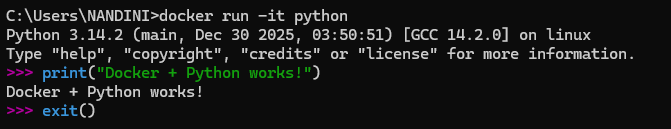 C:\Users\NANDINI>docker run -it python
Python 3.14.2 (main, Dec 30 2025, 03:50:51) [GCC 14.2.0] on linux
Type "help", "copyright", "credits" or "license" for more information.
>>> print("Docker + Python works!")
Docker + Python works!
>>> exit()